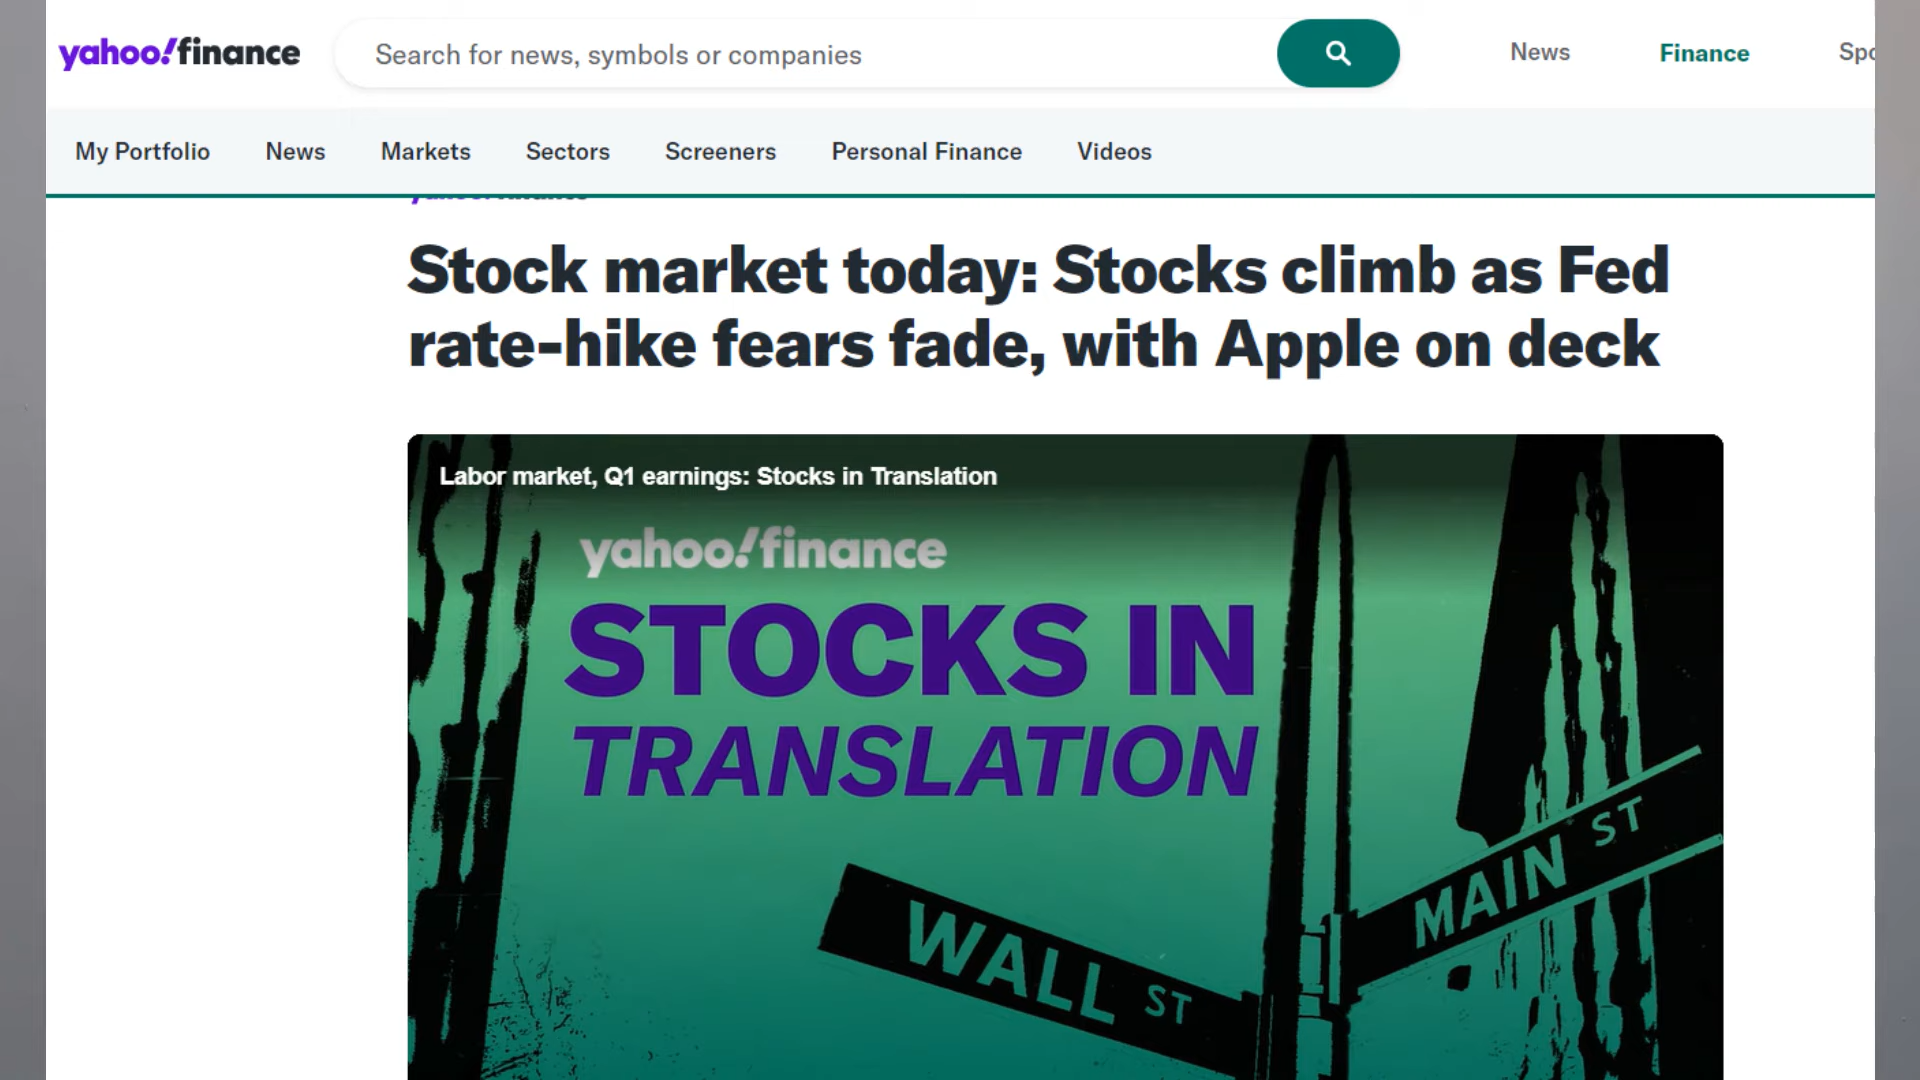 yahoo!finance
Search for news, symbols or companies
News
Finance
My Portfolio
News
Markets
Sectors
Screeners
Personal Finance
Videos
Stock market today: Stocks climb as Fed
rate-hike fears fade, with Apple on deck
Labor market, Q1 earnings: Stocks in Translation
yahoo!finance
STOCKS IN
TRANSLATION
WALL ST
MAIN ST